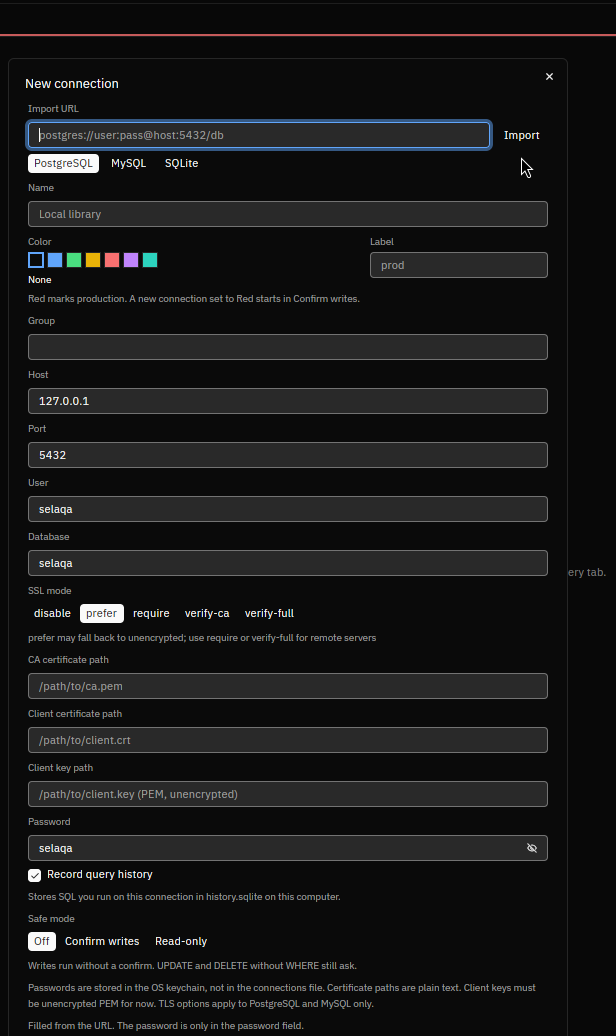 New connection
×
Import URL
postgres://user:pass@host:5432/db
Import
PostgreSQL MySQL SQLite
Name
Local library
Color
Label
prod
None
Red marks production. A new connection set to Red starts in Confirm writes.
Group
Host
127.0.0.1
Port
5432
User
selaqa
Database
selaqa
ery tab.
SSL mode
disable prefer require verify-ca verify-full
prefer may fall back to unencrypted; use require or verify-full for remote servers
CA certificate path
/path/to/ca.pem
Client certificate path
/path/to/client.crt
Client key path
/path/to/client.key (PEM, unencrypted)
Password
selaqa
Record query history
Stores SQL you run on this connection in history.sqlite on this computer.
Safe mode
Off Confirm writes Read-only
Writes run without a confirm. UPDATE and DELETE without WHERE still ask.
Passwords are stored in the OS keychain, not in the connections file. Certificate paths are plain text. Client keys must
be unencrypted PEM for now. TLS options apply to PostgreSQL and MySQL only.
Filled from the URL. The password is only in the password field.